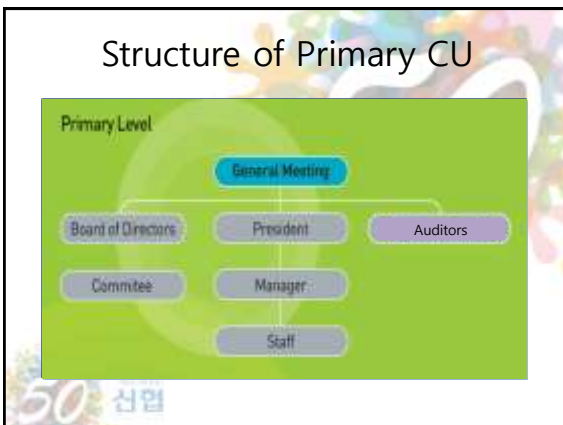 Structure of Primary CU
Primary Level
General Meeting
Board of Directors
President
Auditors
Commitee
Manager
Staff
50 신협